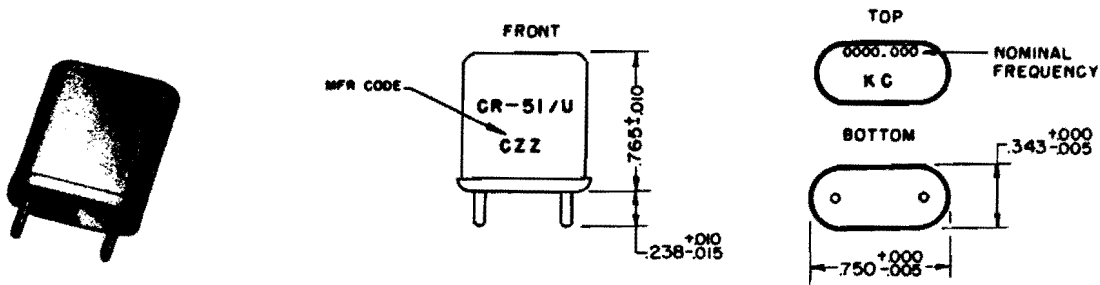 FRONT
MFR CODE
CR-51/U
CZZ
.765±.010
.238+.010-.015
TOP
0000.000
NOMINAL
FREQUENCY
KC
BOTTOM
.343+.000-.005
.750+.000-.005